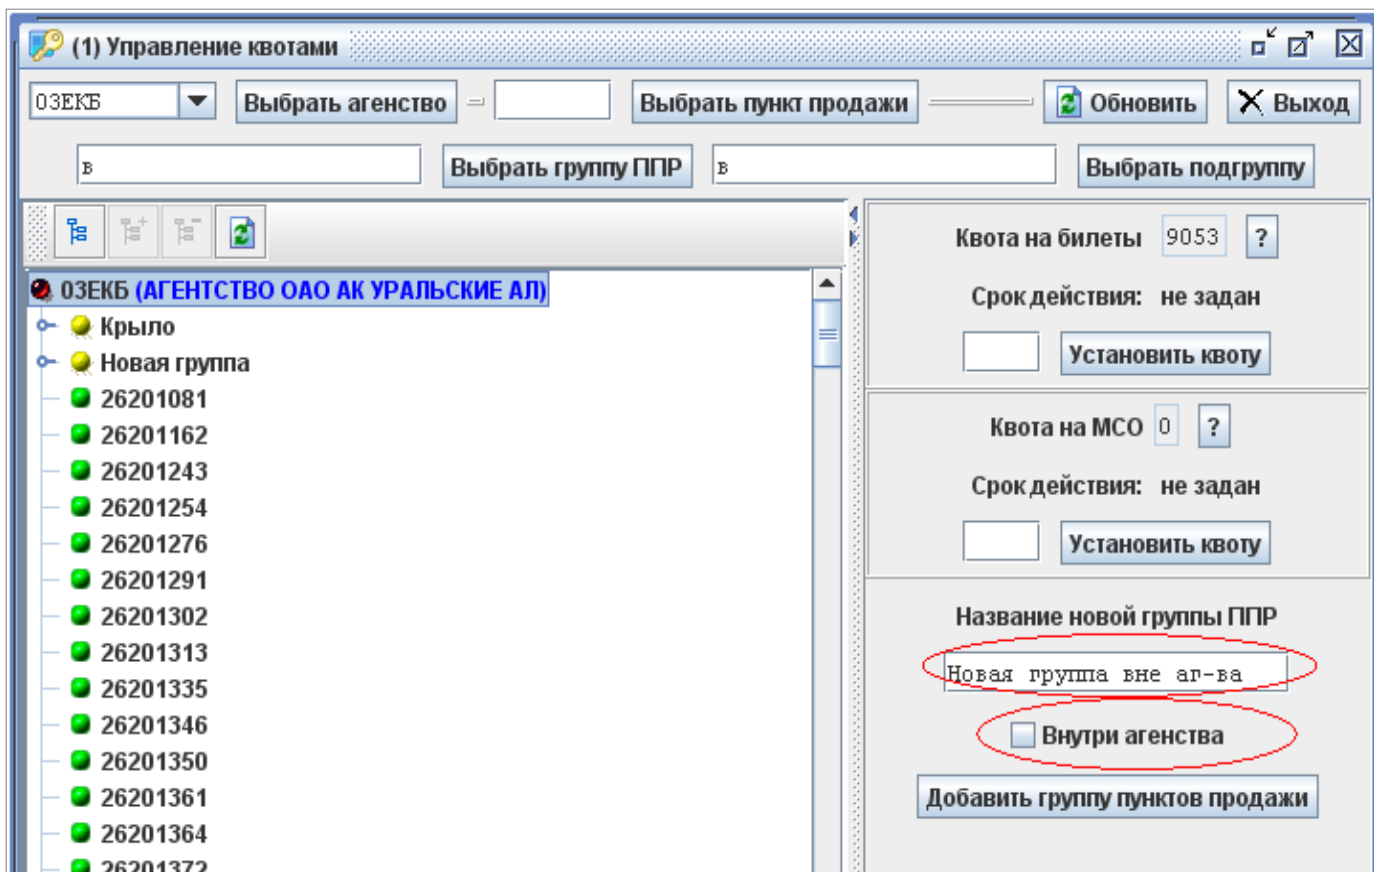 (1) Управление квотами
03ЕКБ Выбрать агенство Выбрать пункт продажи Обновить Выход
в Выбрать группу ППР в Выбрать подгруппу
03ЕКБ (АГЕНТСТВО ОАО АК УРАЛЬСКИЕ АЛ)
Крыло
Новая группа
26201081
26201162
26201243
26201254
26201276
26201291
26201302
26201313
26201335
26201346
26201350
26201361
26201364
26201372
Квота на билеты 9053 ?
Срок действия: не задан
Установить квоту
Квота на МСО 0 ?
Срок действия: не задан
Установить квоту
Название новой группы ППР
Новая группа вне аг-ва
Внутри агенства
Добавить группу пунктов продажи